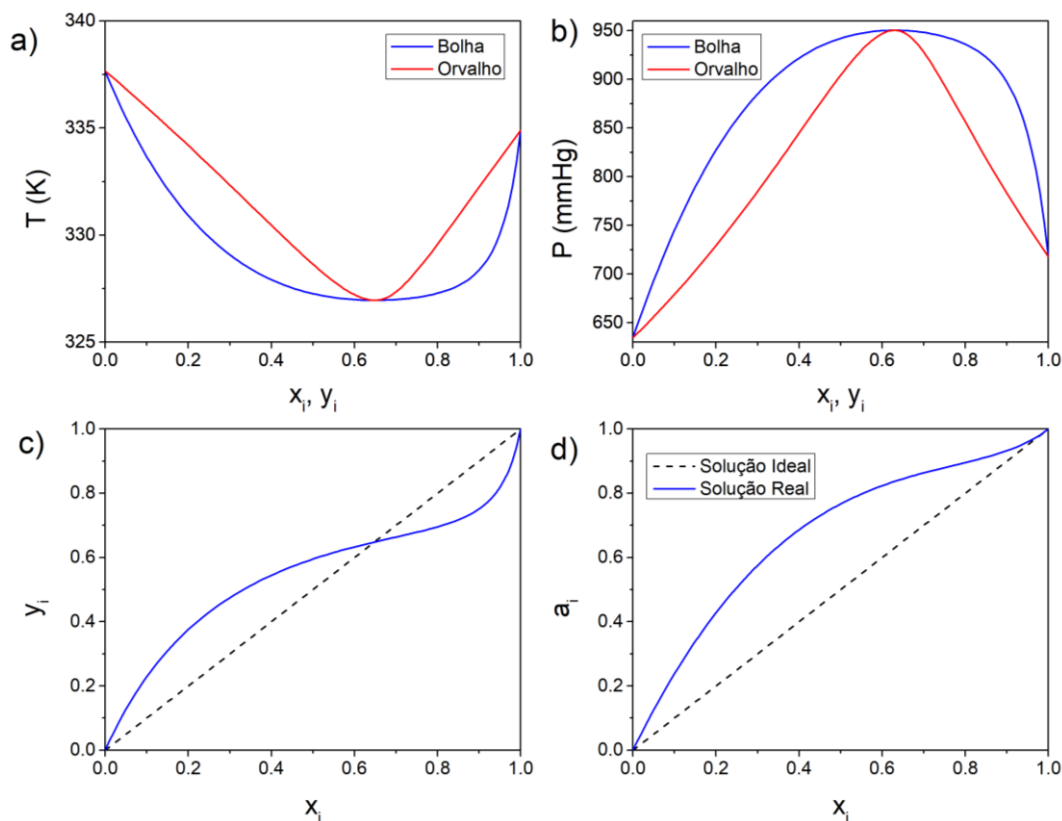 a)
340
335
330
325
T (K)
Bolha
Orvalho
0.0 0.2 0.4 0.6 0.8 1.0
xi, yi
b)
950
900
850
800
750
700
650
P (mmHg)
Bolha
Orvalho
0.0 0.2 0.4 0.6 0.8 1.0
xi, yi
c)
1.0
0.8
0.6
0.4
0.2
0.0
yi
0.0 0.2 0.4 0.6 0.8 1.0
xi
d)
1.0
0.8
0.6
0.4
0.2
0.0
ai
Solução Ideal
Solução Real
0.0 0.2 0.4 0.6 0.8 1.0
xi